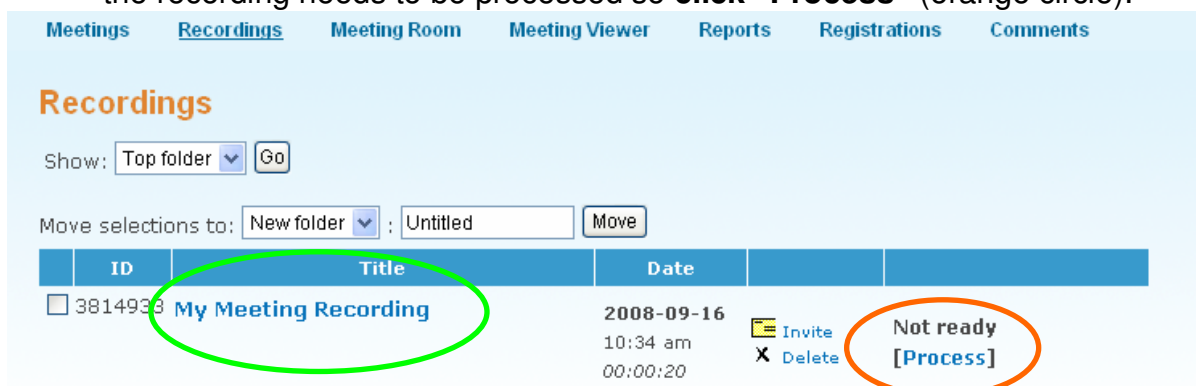 the recording needs to be processed so click "Process" (orange circle).
Meetings Recordings Meeting Room Meeting Viewer Reports Registrations Comments
Recordings
Show: Top folder Go
Move selections to: New folder : Untitled Move
ID Title Date
3814933 My Meeting Recording 2008-09-16 Invite Not ready
10:34 am Delete [Process]
00:00:20